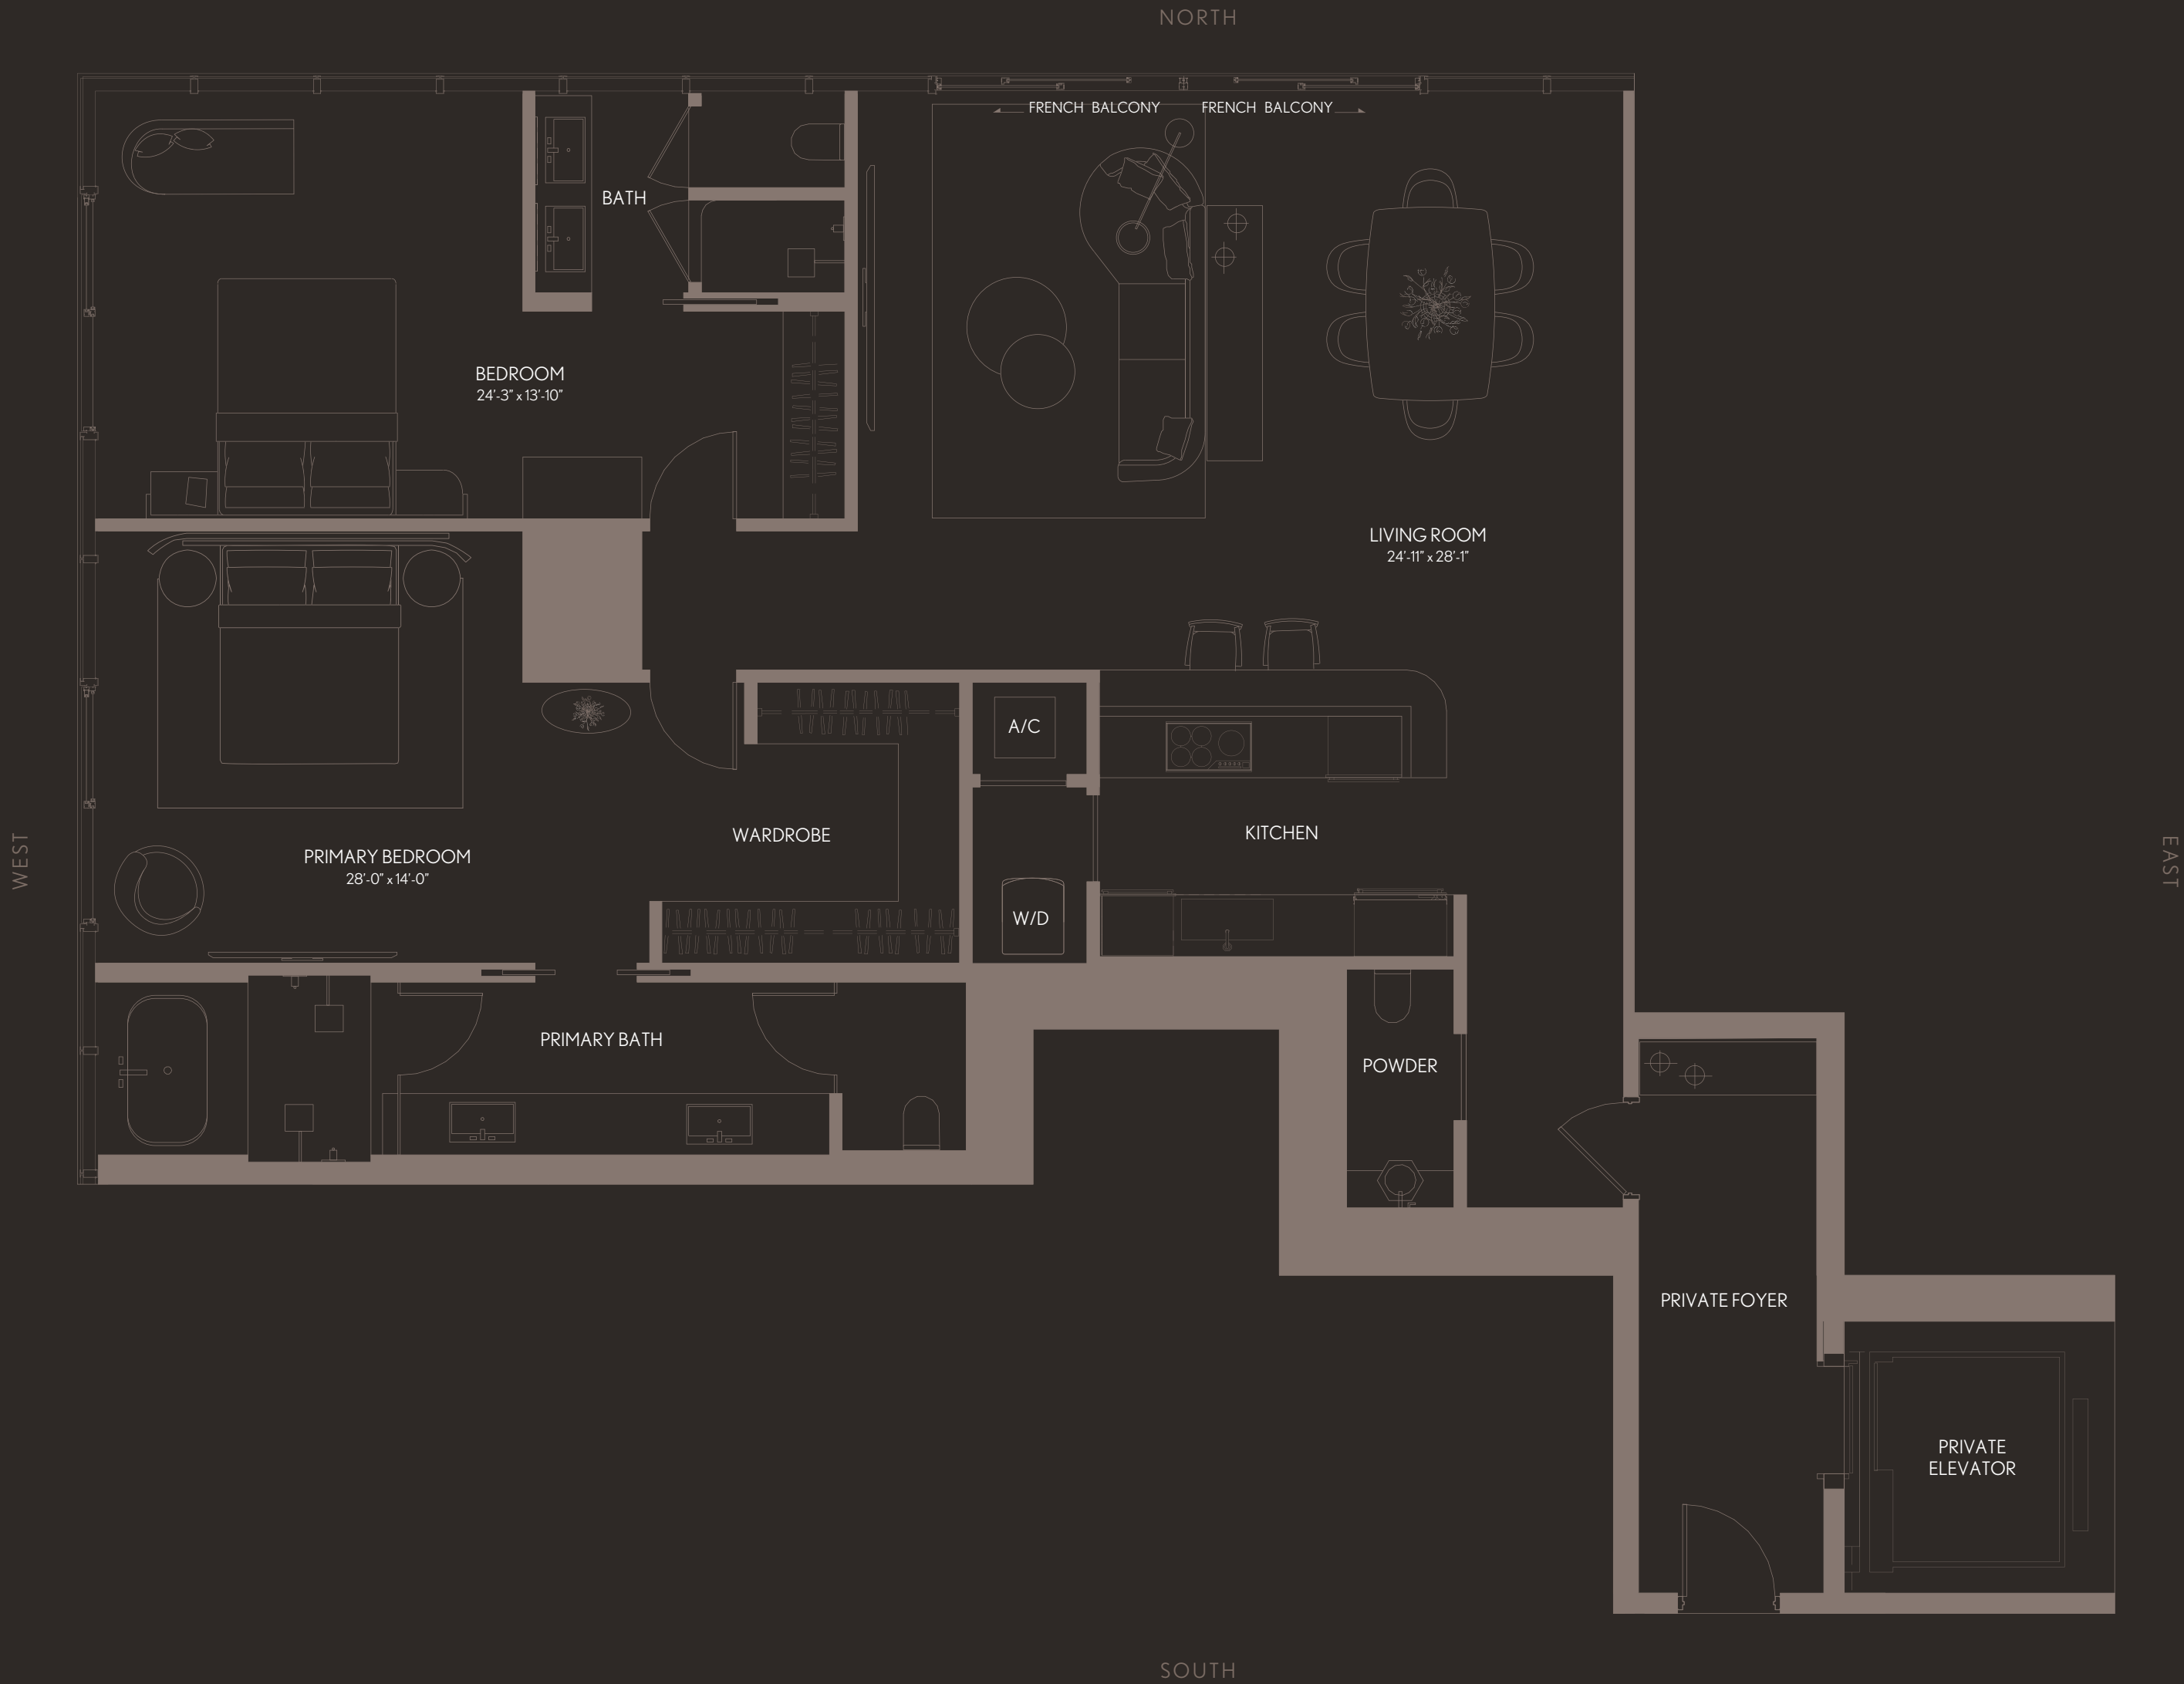 NORTH
FRENCH BALCONY
FRENCH BALCONY
BATH
BEDROOM
24'-3" x 13'-10"
LIVING ROOM
24'-11" x 28'-1"
A/C
WARDROBE
KITCHEN
WEST
EAST
PRIMARY BEDROOM
28'-0" x 14'-0"
W/D
PRIMARY BATH
POWDER
PRIVATE FOYER
PRIVATE
ELEVATOR
SOUTH